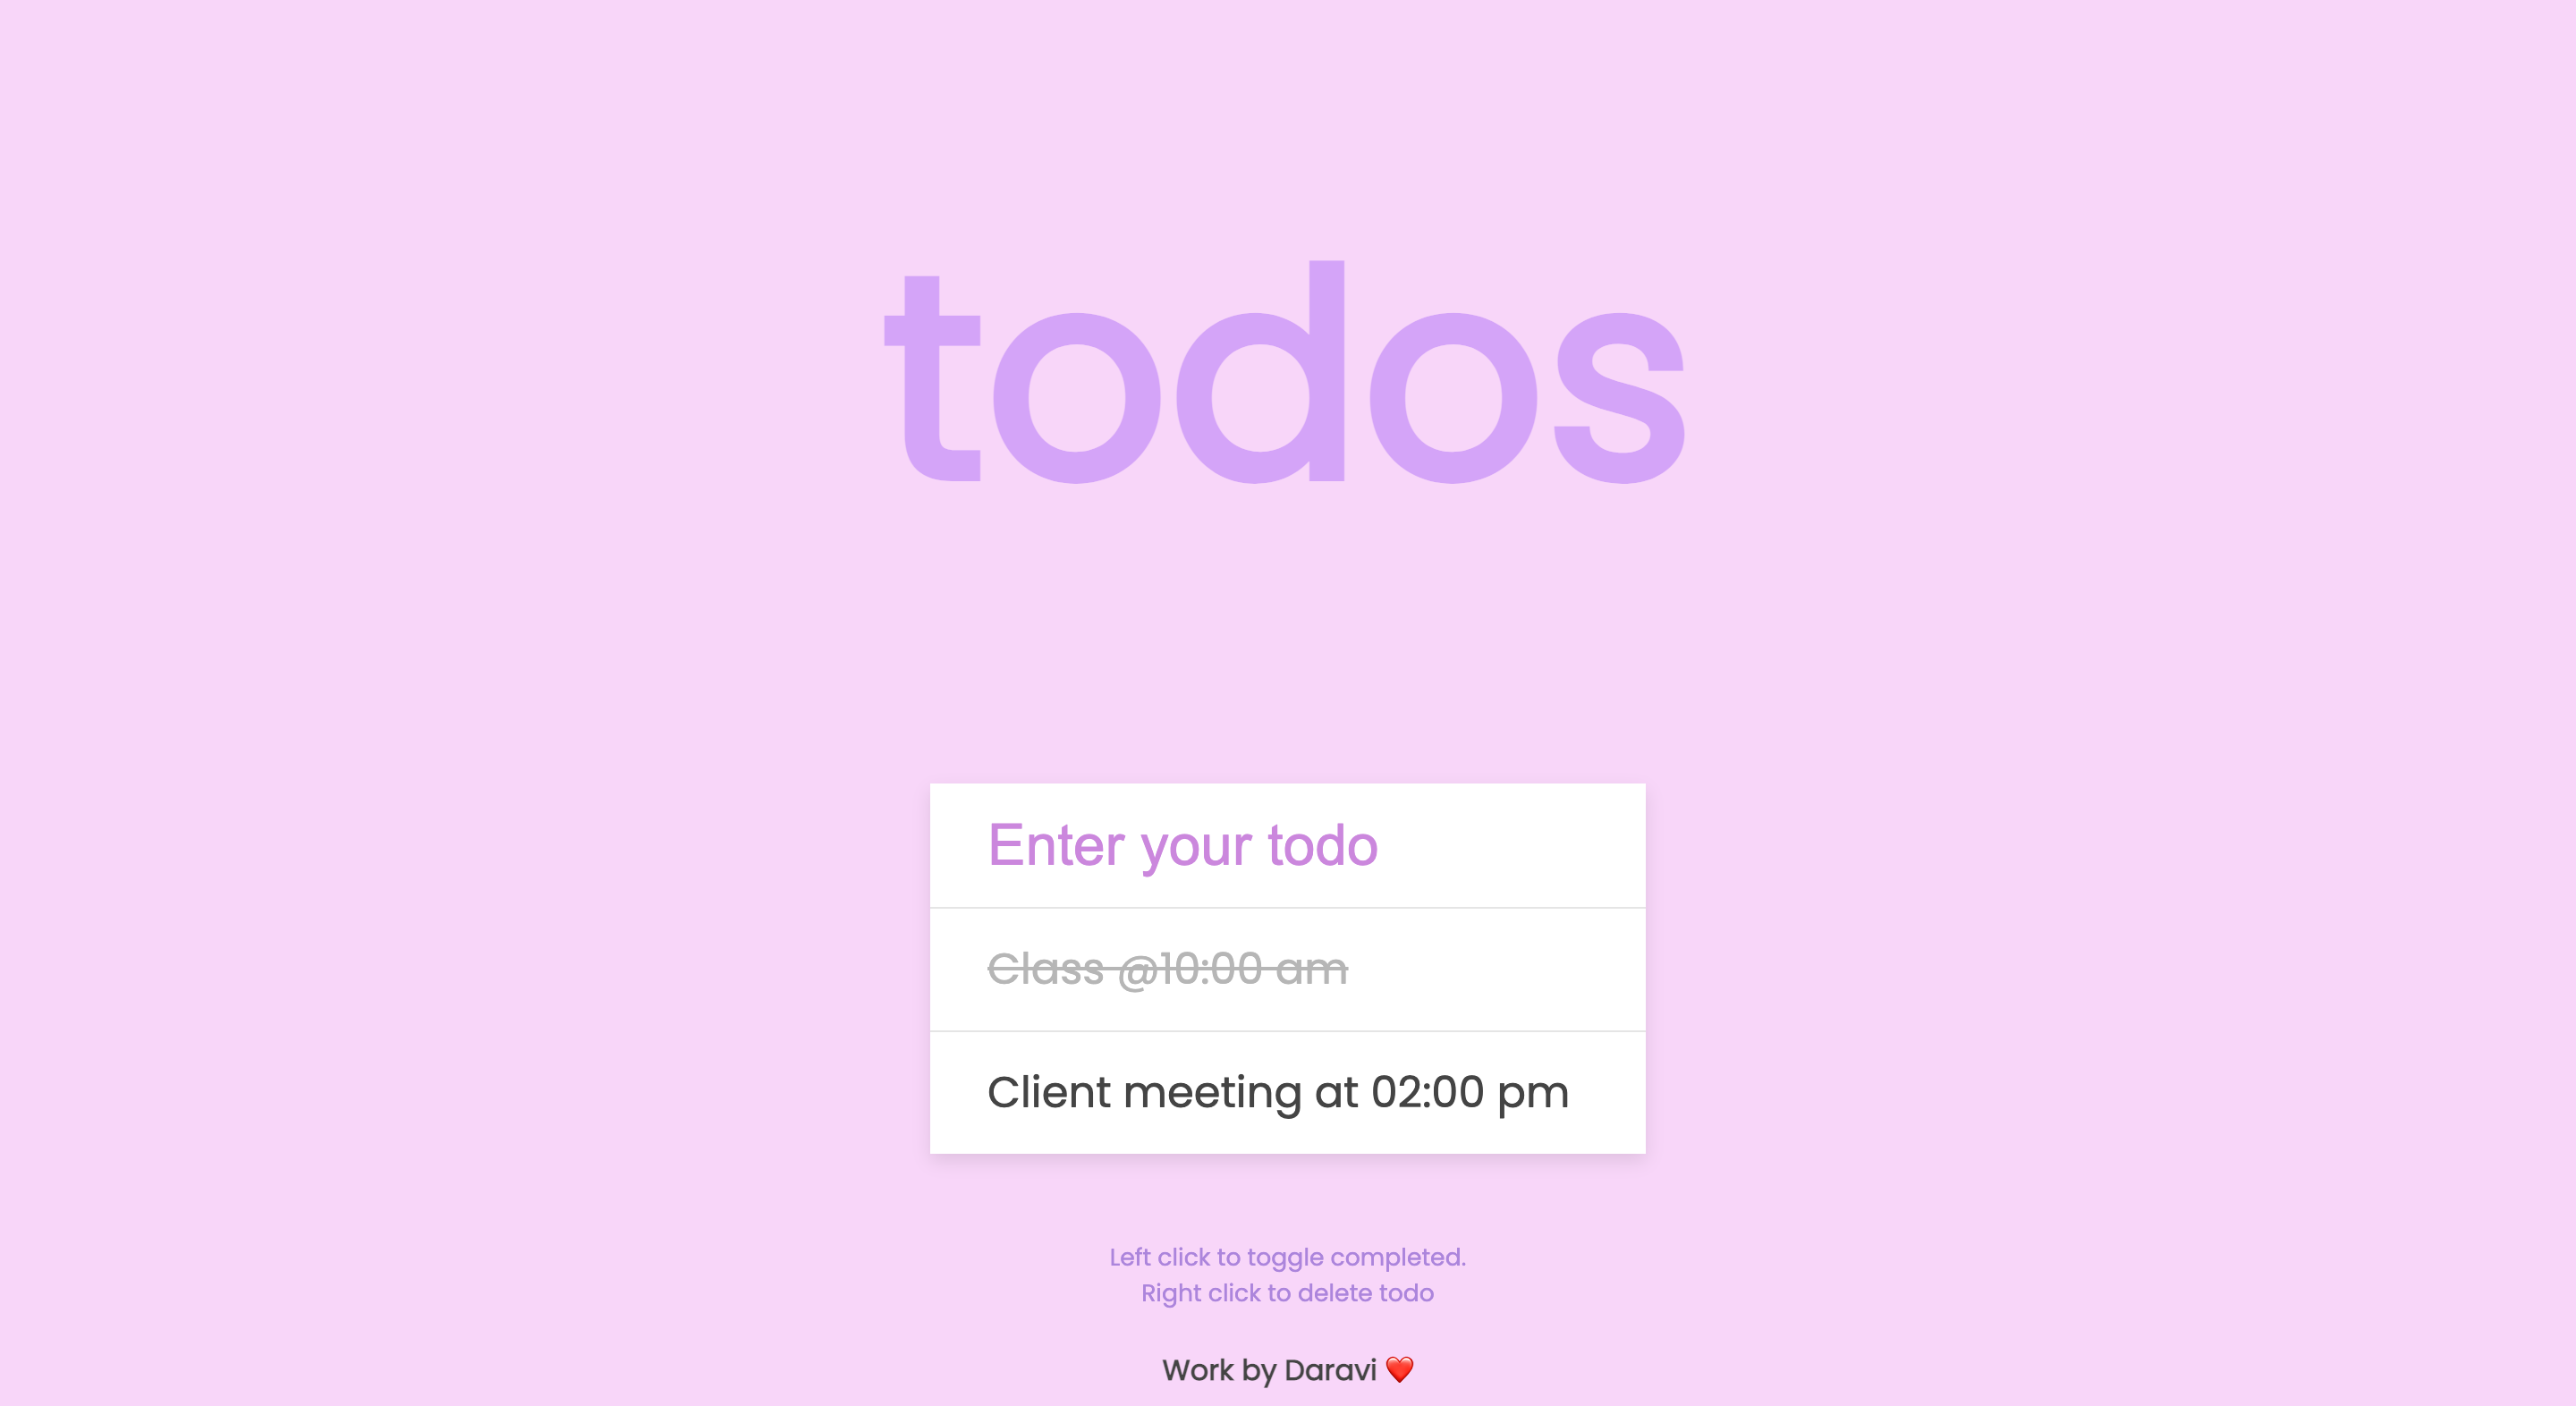 todos
Enter your todo
Class @10:00 am
Client meeting at 02:00 pm
Left click to toggle completed.
Right click to delete todo
Work by Daravi ❤️